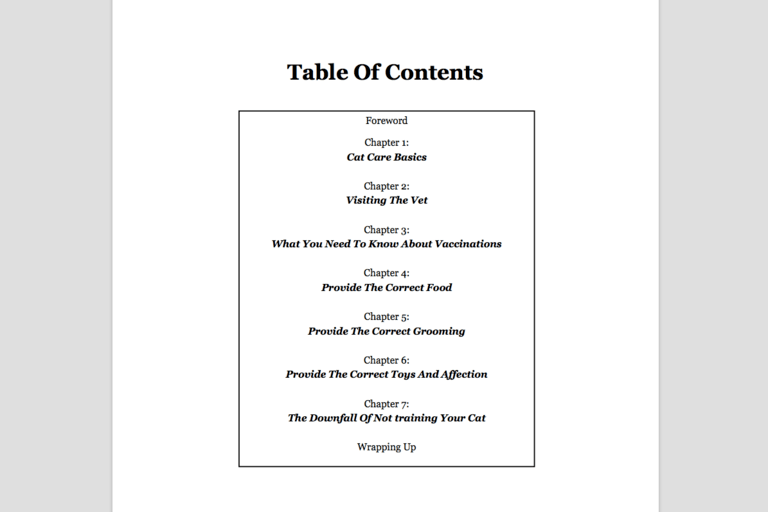 Table Of Contents
Foreword
Chapter 1:
Cat Care Basics
Chapter 2:
Visiting The Vet
Chapter 3:
What You Need To Know About Vaccinations
Chapter 4:
Provide The Correct Food
Chapter 5:
Provide The Correct Grooming
Chapter 6:
Provide The Correct Toys And Affection
Chapter 7:
The Downfall Of Not training Your Cat
Wrapping Up